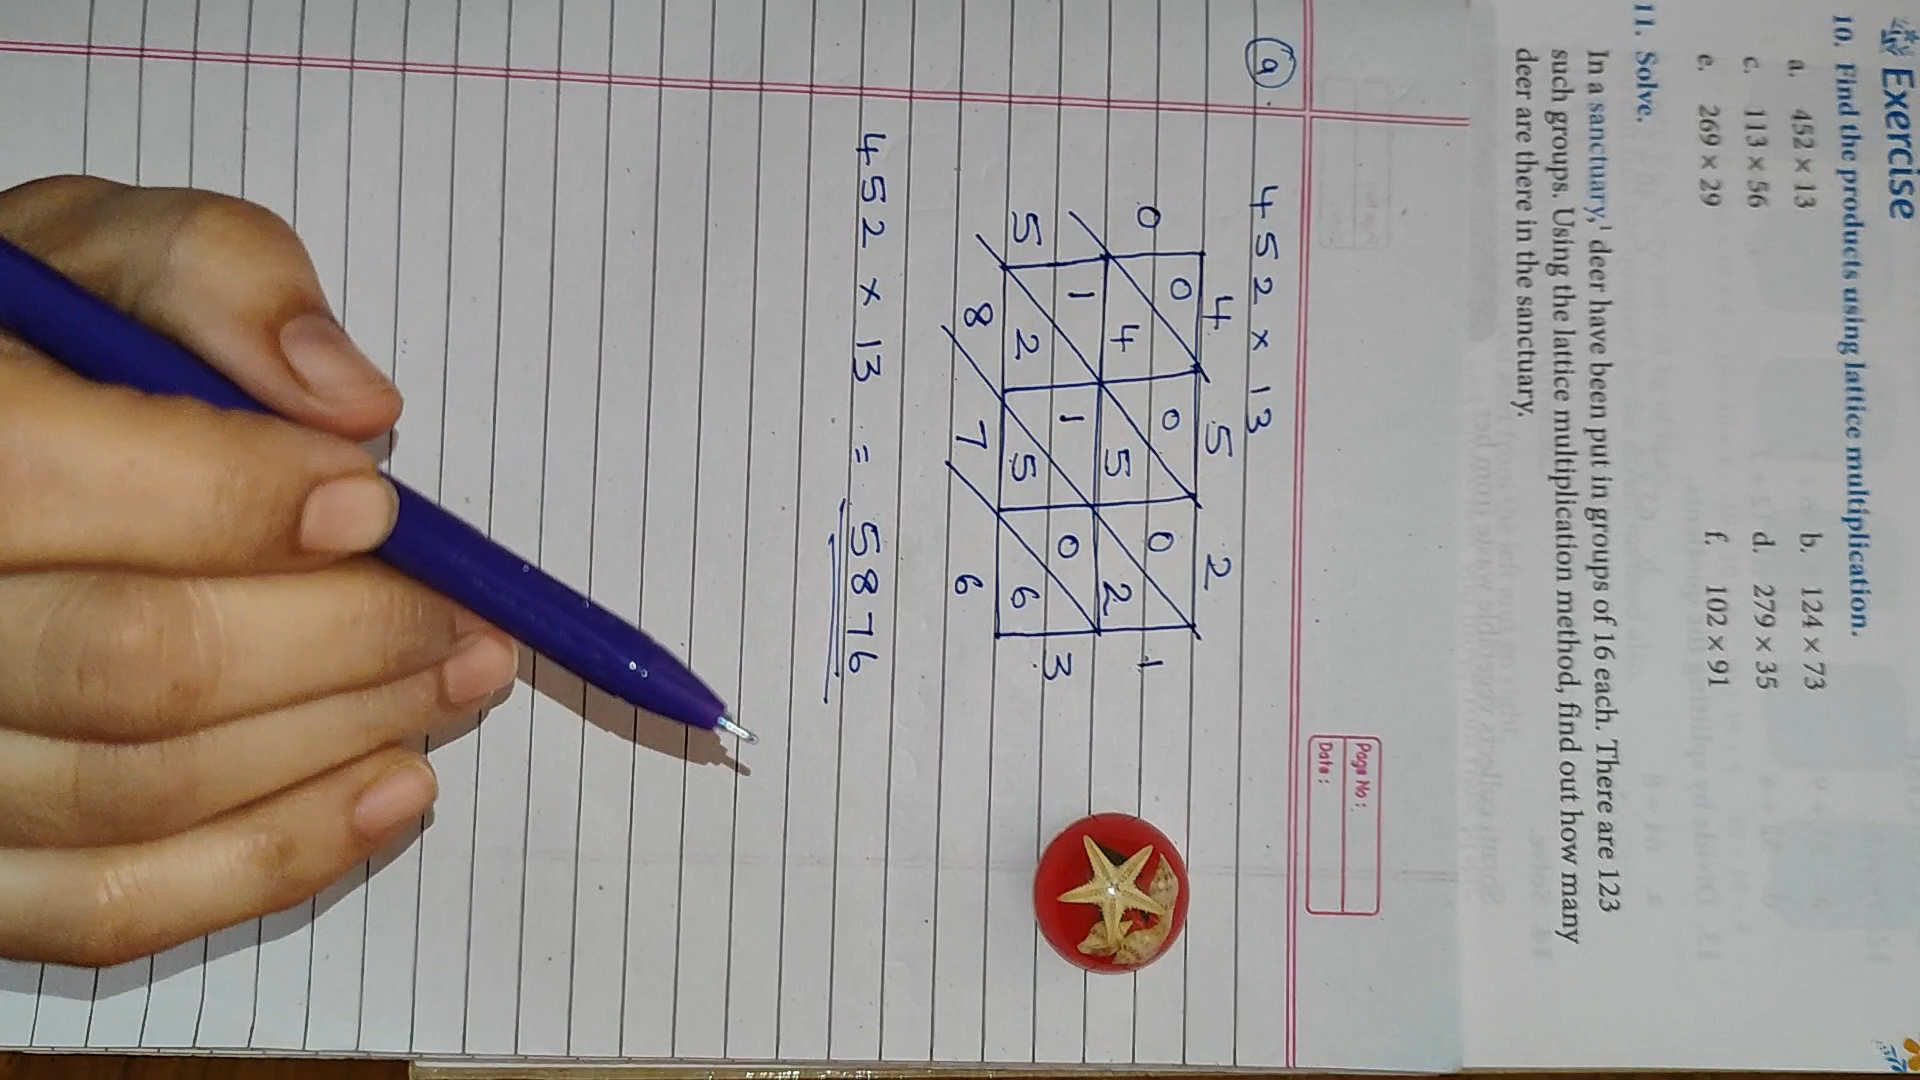 Exercise
10. Find the products using lattice multiplication.
a. 452 × 13 b. 124 × 73
c. 113 × 56 d. 279 × 35
e. 269 × 29 f. 102 × 91
11. Solve.
In a sanctuary,¹ deer have been put in groups of 16 each. There are 123
such groups. Using the lattice multiplication method, find out how many
deer are there in the sanctuary.
Page No:
Date:
a 452 × 13
4 5 2
0 0 0 0 1
4 5 2
5 1 1 0 3
2 5 6
8 7 6
452 × 13 = 5876